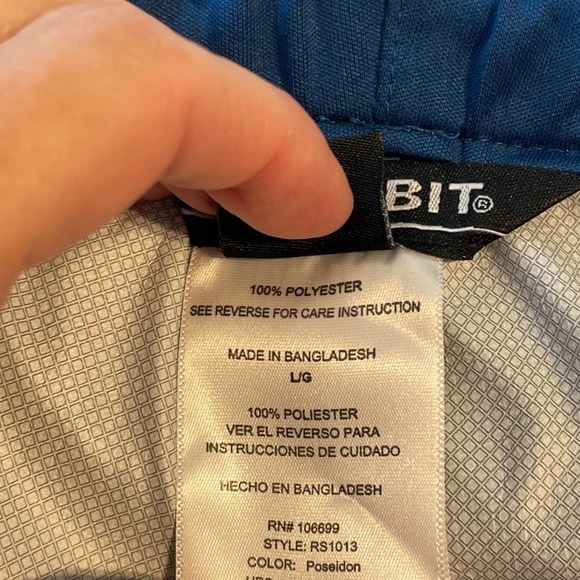 BIT®
100% POLYESTER
SEE REVERSE FOR CARE INSTRUCTION
MADE IN BANGLADESH
L/G
100% POLIESTER
VER EL REVERSO PARA
INSTRUCCIONES DE CUIDADO
HECHO EN BANGLADESH
RN# 106699
STYLE: RS1013
COLOR: Poseidon